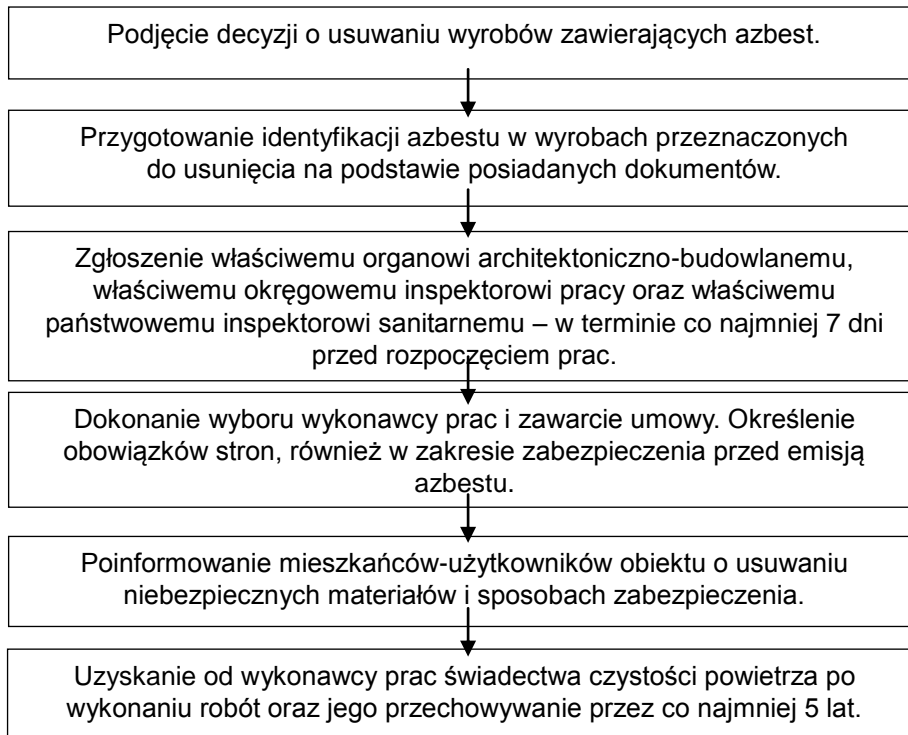 Podjęcie decyzji o usuwaniu wyrobów zawierających azbest.
Przygotowanie identyfikacji azbestu w wyrobach przeznaczonych
do usunięcia na podstawie posiadanych dokumentów.
Zgłoszenie właściwemu organowi architektoniczno-budowlanemu,
właściwemu okręgowemu inspektorowi pracy oraz właściwemu
państwowemu inspektorowi sanitarnemu – w terminie co najmniej 7 dni
przed rozpoczęciem prac.
Dokonanie wyboru wykonawcy prac i zawarcie umowy. Określenie
obowiązków stron, również w zakresie zabezpieczenia przed emisją
azbestu.
Poinformowanie mieszkańców-użytkowników obiektu o usuwaniu
niebezpiecznych materiałów i sposobach zabezpieczenia.
Uzyskanie od wykonawcy prac świadectwa czystości powietrza po
wykonaniu robót oraz jego przechowywanie przez co najmniej 5 lat.